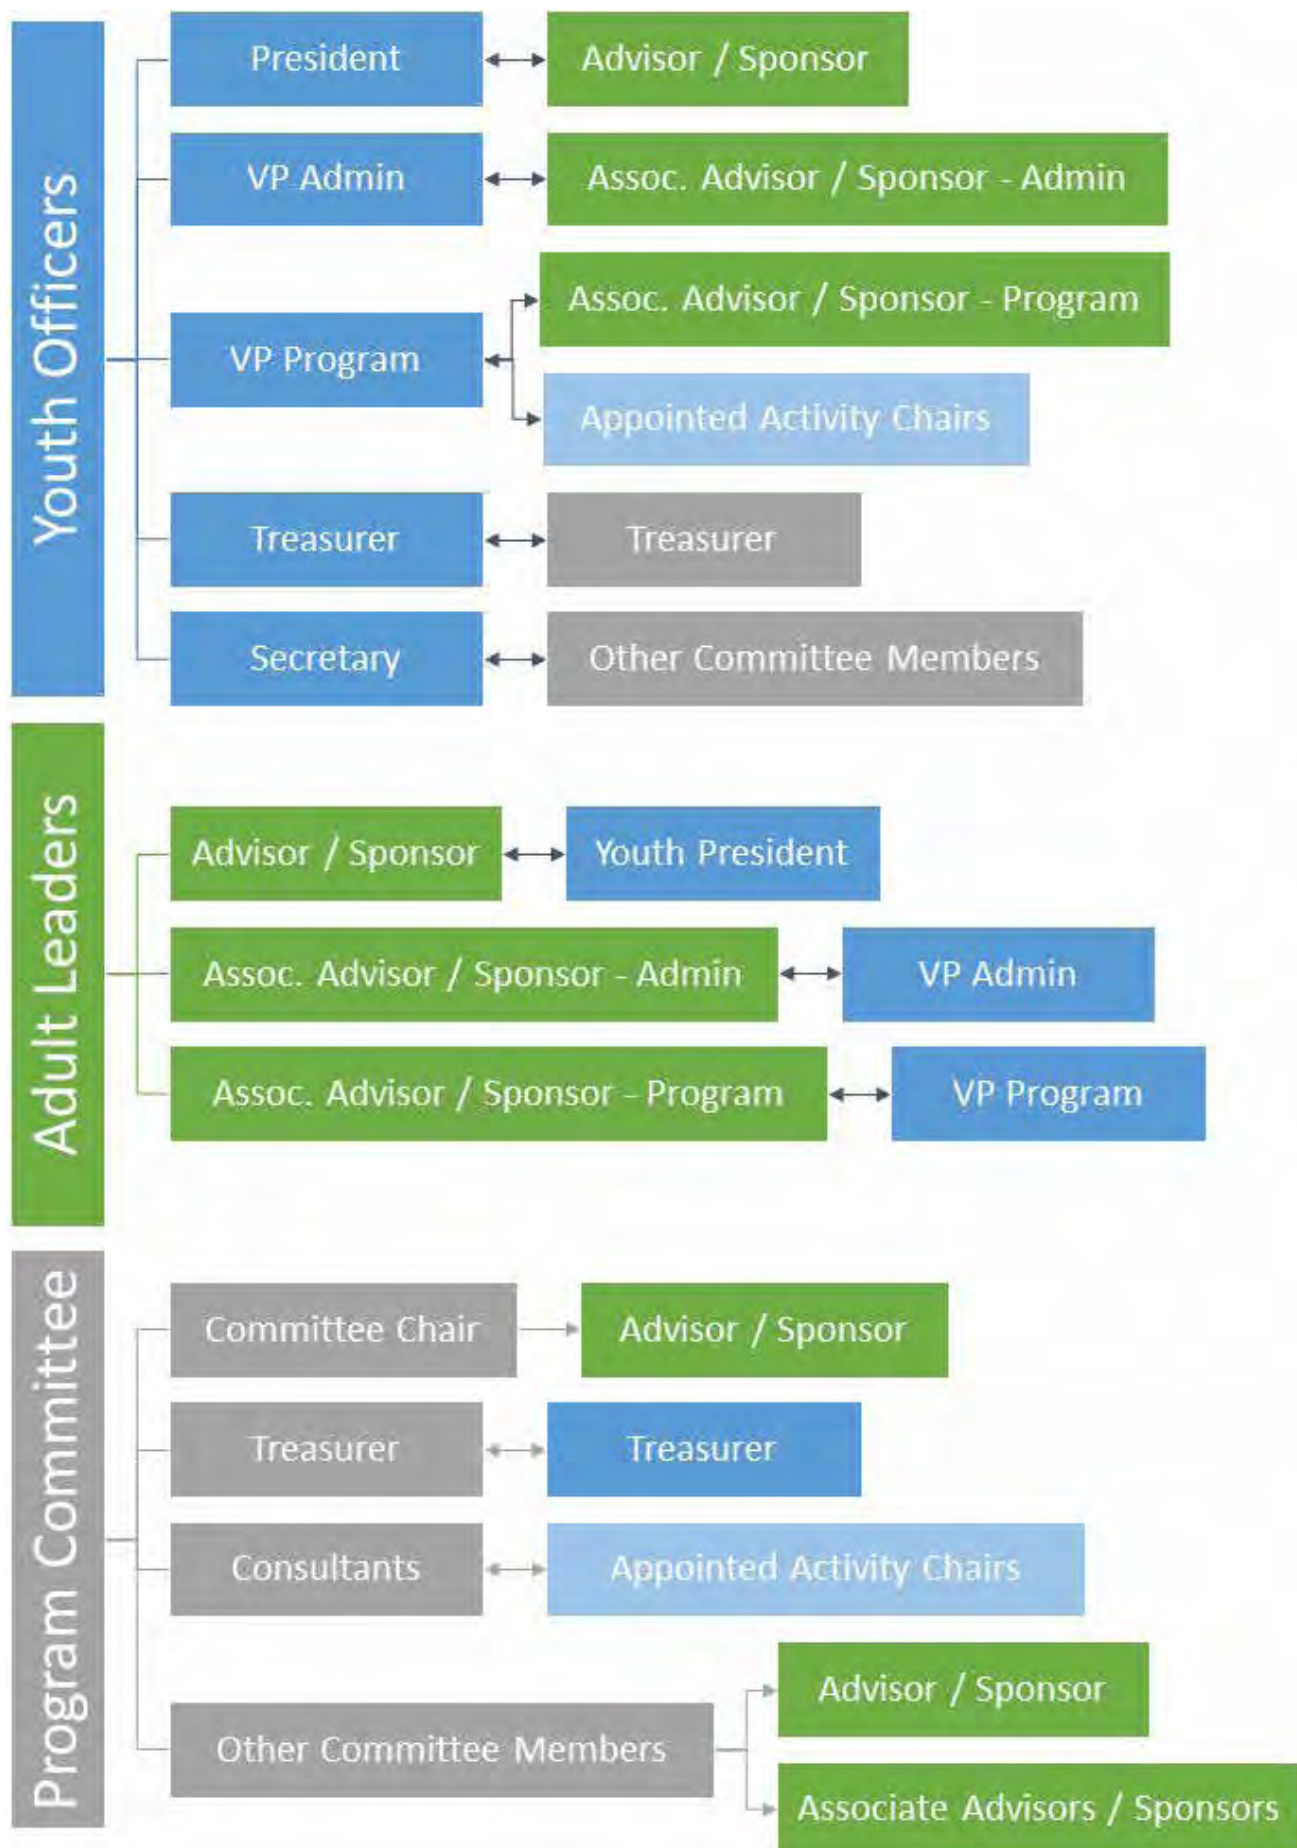 Youth Officers
President
Advisor / Sponsor
VP Admin
Assoc. Advisor / Sponsor - Admin
VP Program
Assoc. Advisor / Sponsor - Program
Appointed Activity Chairs
Treasurer
Treasurer
Secretary
Other Committee Members
Adult Leaders
Advisor / Sponsor
Youth President
Assoc. Advisor / Sponsor - Admin
VP Admin
Assoc. Advisor / Sponsor - Program
VP Program
Program Committee
Committee Chair
Advisor / Sponsor
Treasurer
Treasurer
Consultants
Appointed Activity Chairs
Other Committee Members
Advisor / Sponsor
Associate Advisors / Sponsors